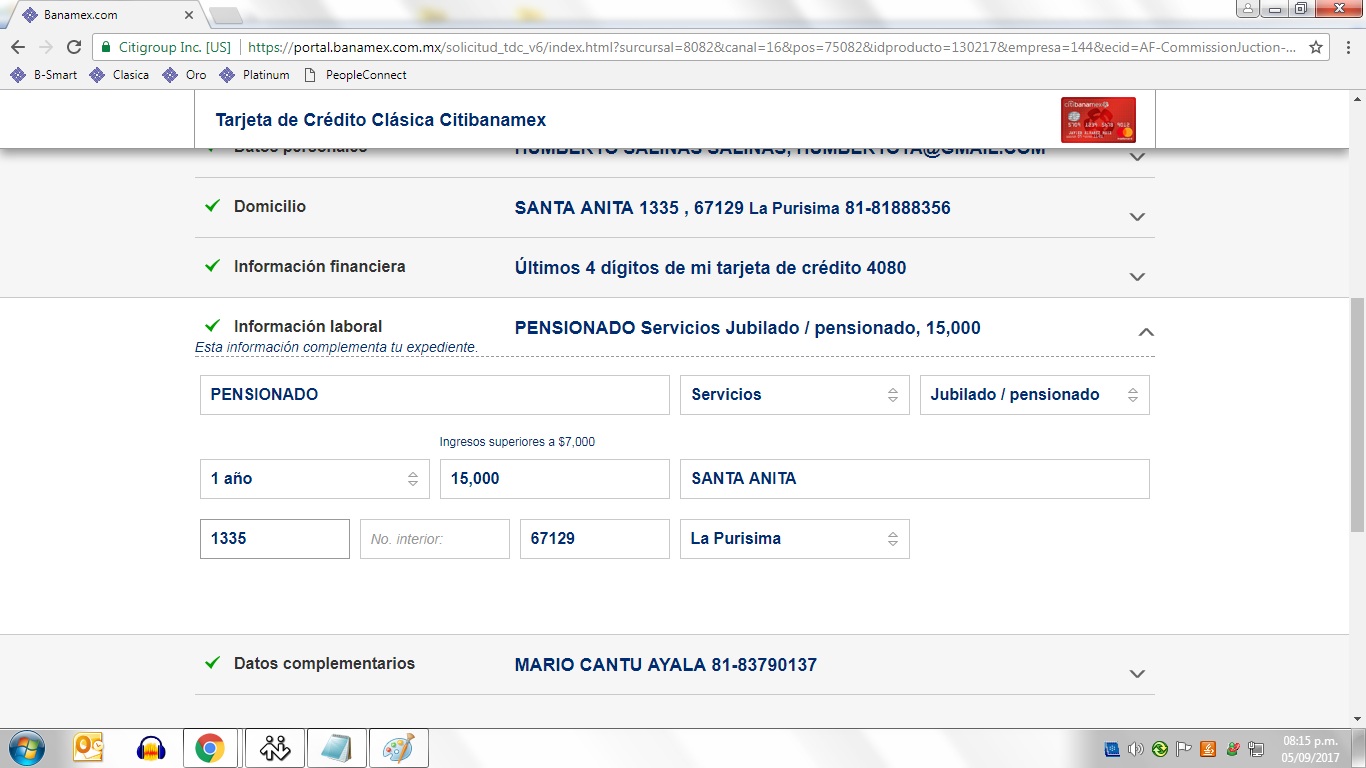 Banamex.com
Citigroup Inc. [US] https://portal.banamex.com.mx/solicitud_tdc_v6/index.html?surcursal=8082&canal=16&pos=75082&idproducto=130217&empresa=144&ecid=AF-CommissionJuction-...
B-Smart Clasica Oro Platinum PeopleConnect
Tarjeta de Crédito Clásica Citibanamex
citibanamex
Datos personales HUMBERTO SALINAS SALINAS, HUMBERTOTA@GMAIL.COM
Domicilio SANTA ANITA 1335 , 67129 La Purisima 81-81888356
Información financiera Últimos 4 dígitos de mi tarjeta de crédito 4080
Información laboral PENSIONADO Servicios Jubilado / pensionado, 15,000
Esta información complementa tu expediente.
PENSIONADO Servicios Jubilado / pensionado
Ingresos superiores a $7,000
1 año 15,000 SANTA ANITA
1335 No. interior: 67129 La Purisima
Datos complementarios MARIO CANTU AYALA 81-83790137
08:15 p.m.
05/09/2017